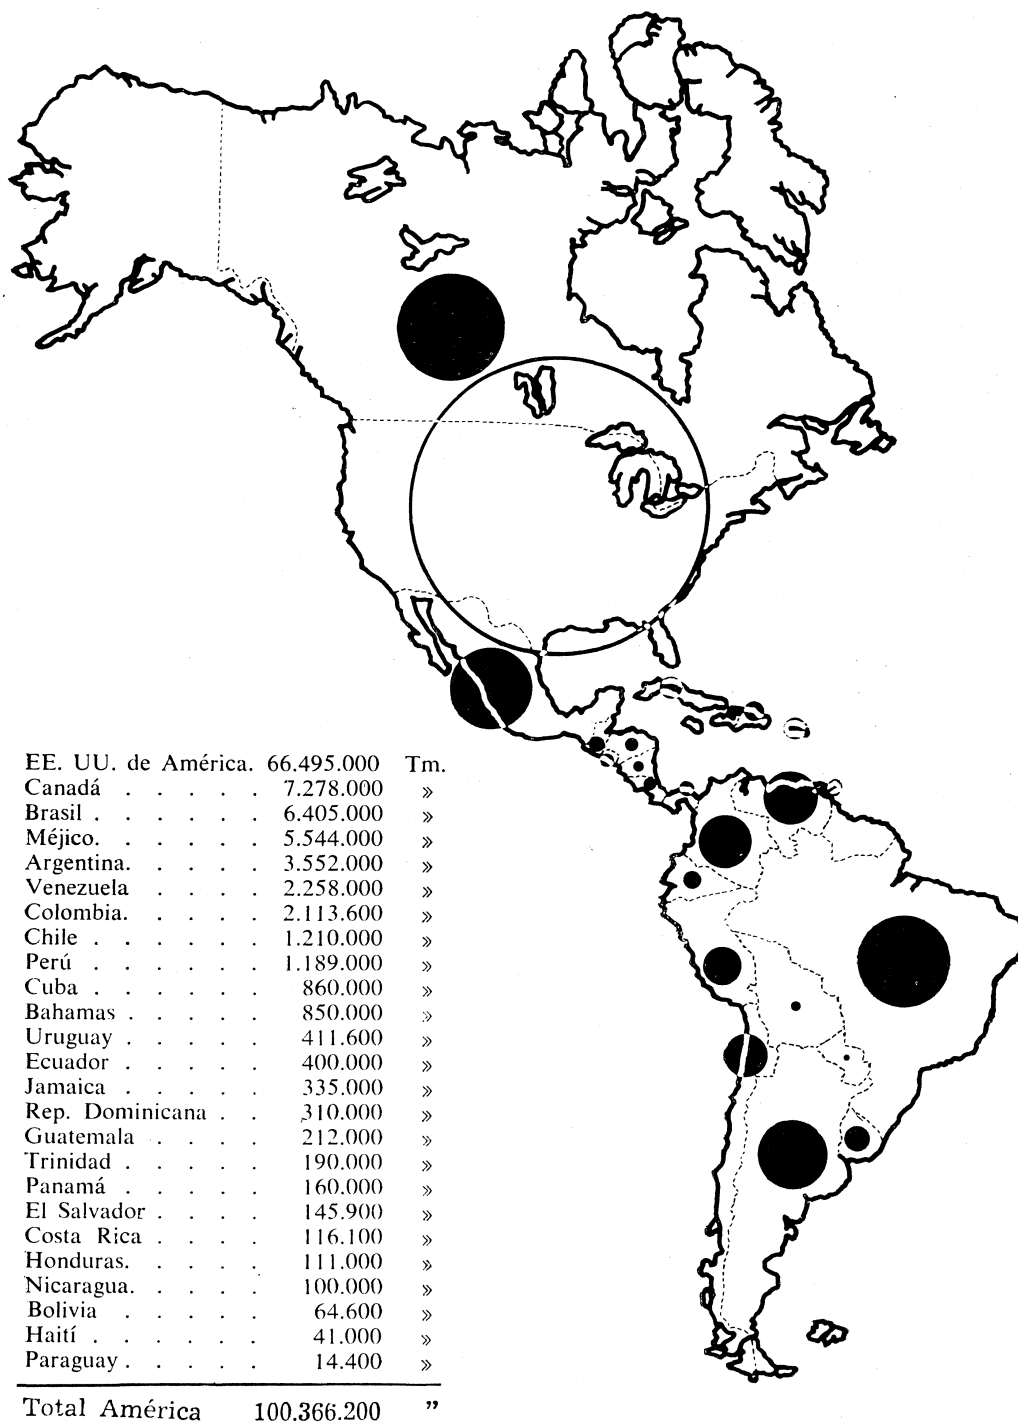 EE. UU. de América. 66.495.000 Tm.
Canadá . . . . . 7.278.000 »
Brasil . . . . . . 6.405.000 »
Méjico. . . . . . 5.544.000 »
Argentina. . . . . 3.552.000 »
Venezuela . . . . 2.258.000 »
Colombia. . . . . 2.113.600 »
Chile . . . . . . 1.210.000 »
Perú . . . . . . 1.189.000 »
Cuba . . . . . . 860.000 »
Bahamas . . . . . 850.000 »
Uruguay . . . . . 411.600 »
Ecuador . . . . . 400.000 »
Jamaica . . . . . 335.000 »
Rep. Dominicana . . 310.000 »
Guatemala . . . . 212.000 »
Trinidad . . . . . 190.000 »
Panamá . . . . . 160.000 »
El Salvador . . . . 145.900 »
Costa Rica . . . . 116.100 »
Honduras. . . . . 111.000 »
Nicaragua. . . . . 100.000 »
Bolivia . . . . . 64.600 »
Haití . . . . . . 41.000 »
Paraguay . . . . . 14.400 »
Total América 100.366.200 ”